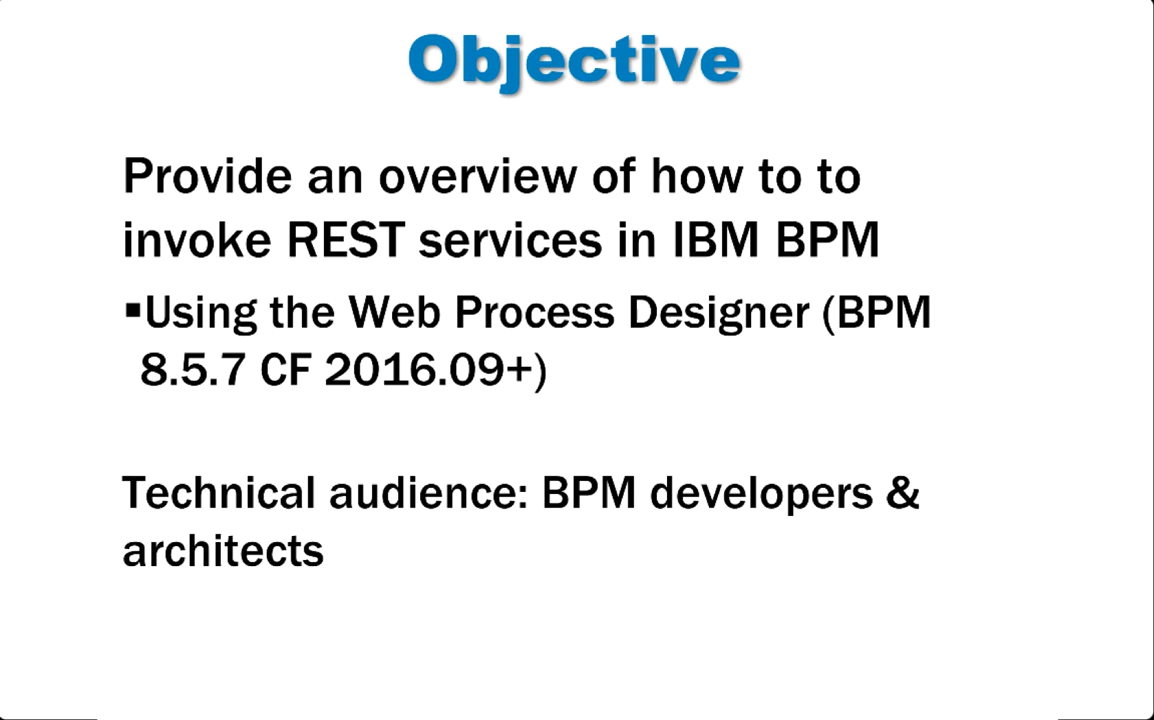 Objective
Provide an overview of how to to
invoke REST services in IBM BPM
▪Using the Web Process Designer (BPM
8.5.7 CF 2016.09+)
Technical audience: BPM developers &
architects